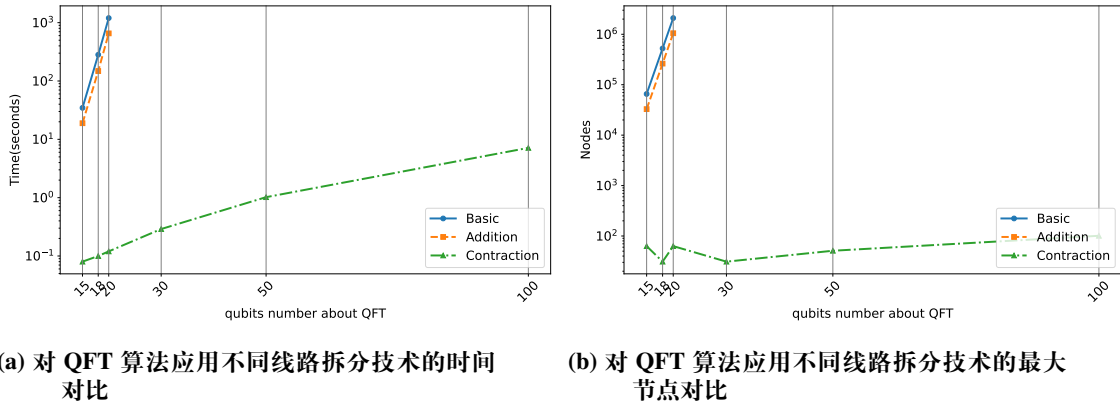 10³
10²
10¹
10⁰
10⁻¹
Time(seconds)
Basic
Addition
Contraction
15
18
20
30
50
100
qubits number about QFT
10⁶
10⁵
10⁴
10³
10²
Nodes
Basic
Addition
Contraction
15
18
20
30
50
100
qubits number about QFT
(a) 对 QFT 算法应用不同线路拆分技术的时间
对比
(b) 对 QFT 算法应用不同线路拆分技术的最大
节点对比